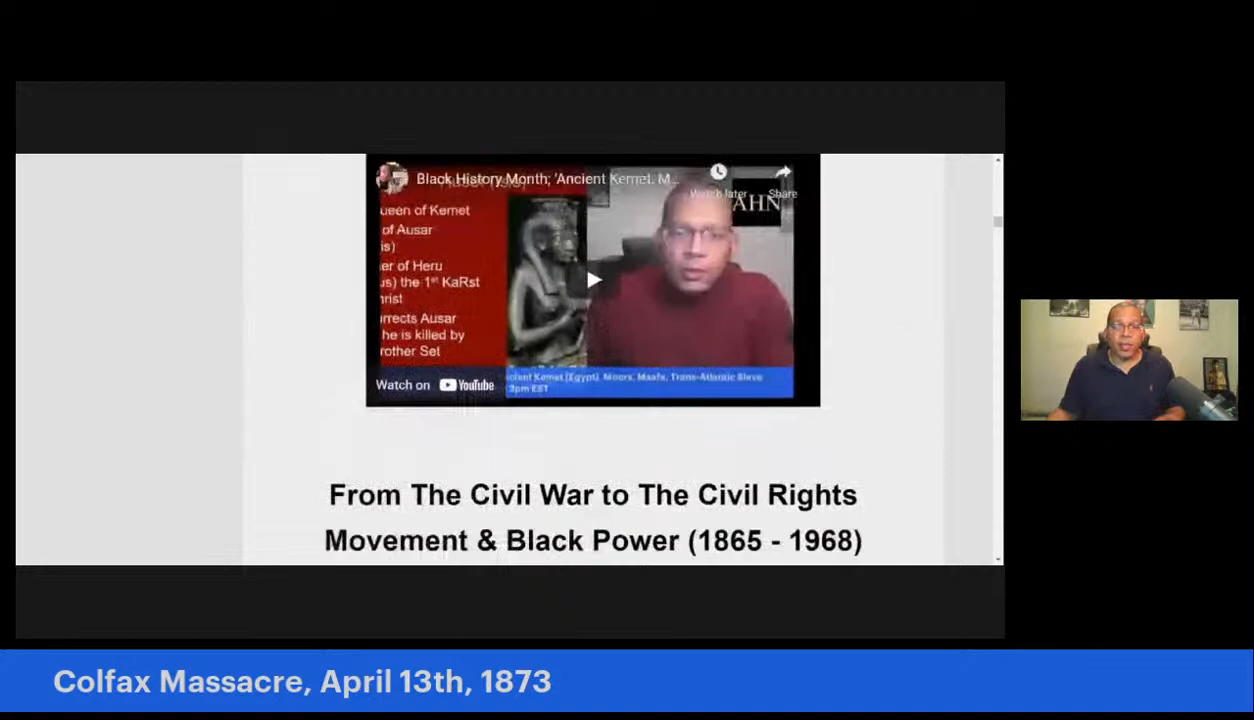 Black History Month; 'Ancient Kemet. M...
Watch later
Share
AHN
ueen of Kemet
of Ausar
is)
er of Heru
us) the 1st KaRst
hrist
rrects Ausar
he is killed by
rother Set
Watch on YouTube
cient Kemet (Egypt), Moors, Maafa, Trans-Atlantic Slave
3pm EST
From The Civil War to The Civil Rights
Movement & Black Power (1865 - 1968)
Colfax Massacre, April 13th, 1873